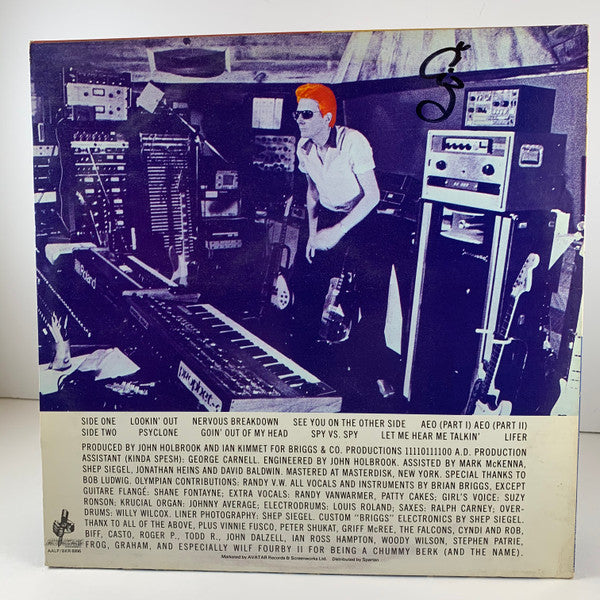 Roland
prophet
SIDE ONE LOOKIN' OUT NERVOUS BREAKDOWN SEE YOU ON THE OTHER SIDE AEO (PART I) AEO (PART II)
SIDE TWO PSYCLONE GOIN' OUT OF MY HEAD SPY VS. SPY LET ME HEAR ME TALKIN' LIFER
PRODUCED BY JOHN HOLBROOK AND IAN KIMMET FOR BRIGGS & CO. PRODUCTIONS 11110111100 A.D. PRODUCTION
ASSISTANT (KINDA SPESH): GEORGE CARNELL. ENGINEERED BY JOHN HOLBROOK. ASSISTED BY MARK McKENNA,
SHEP SIEGEL, JONATHAN HEINS AND DAVID BALDWIN. MASTERED AT MASTERDISK, NEW YORK. SPECIAL THANKS TO
BOB LUDWIG. OLYMPIAN CONTRIBUTIONS: RANDY V.W. ALL VOCALS AND INSTRUMENTS BY BRIAN BRIGGS, EXCEPT
GUITARE FLANGÉ: SHANE FONTAYNE; EXTRA VOCALS: RANDY VANWARMER, PATTY CAKES; GIRL'S VOICE: SUZY
RONSON; KRUCIAL ORGAN: JOHNNY AVERAGE; ELECTRODRUMS: LOUIS ROLAND; SAXES: RALPH CARNEY; OVER-
DRUMS: WILLY WILCOX. LINER PHOTOGRAPHY: SHEP SIEGEL. CUSTOM "BRIGGS" ELECTRONICS BY SHEP SIEGEL.
THANX TO ALL OF THE ABOVE, PLUS VINNIE FUSCO, PETER SHUKAT, GRIFF McREE, THE FALCONS, CYNDI AND ROB
BIFF, CASTO, ROGER P., TODD R., JOHN DALZELL, IAN ROSS HAMPTON, WOODY WILSON, STEPHEN PATRIE,
FROG, GRAHAM, AND ESPECIALLY WILF FOURBY II FOR BEING A CHUMMY BERK (AND THE NAME).
Marketed by AVATAR Records & Screenworks Ltd. Distributed by Spartan